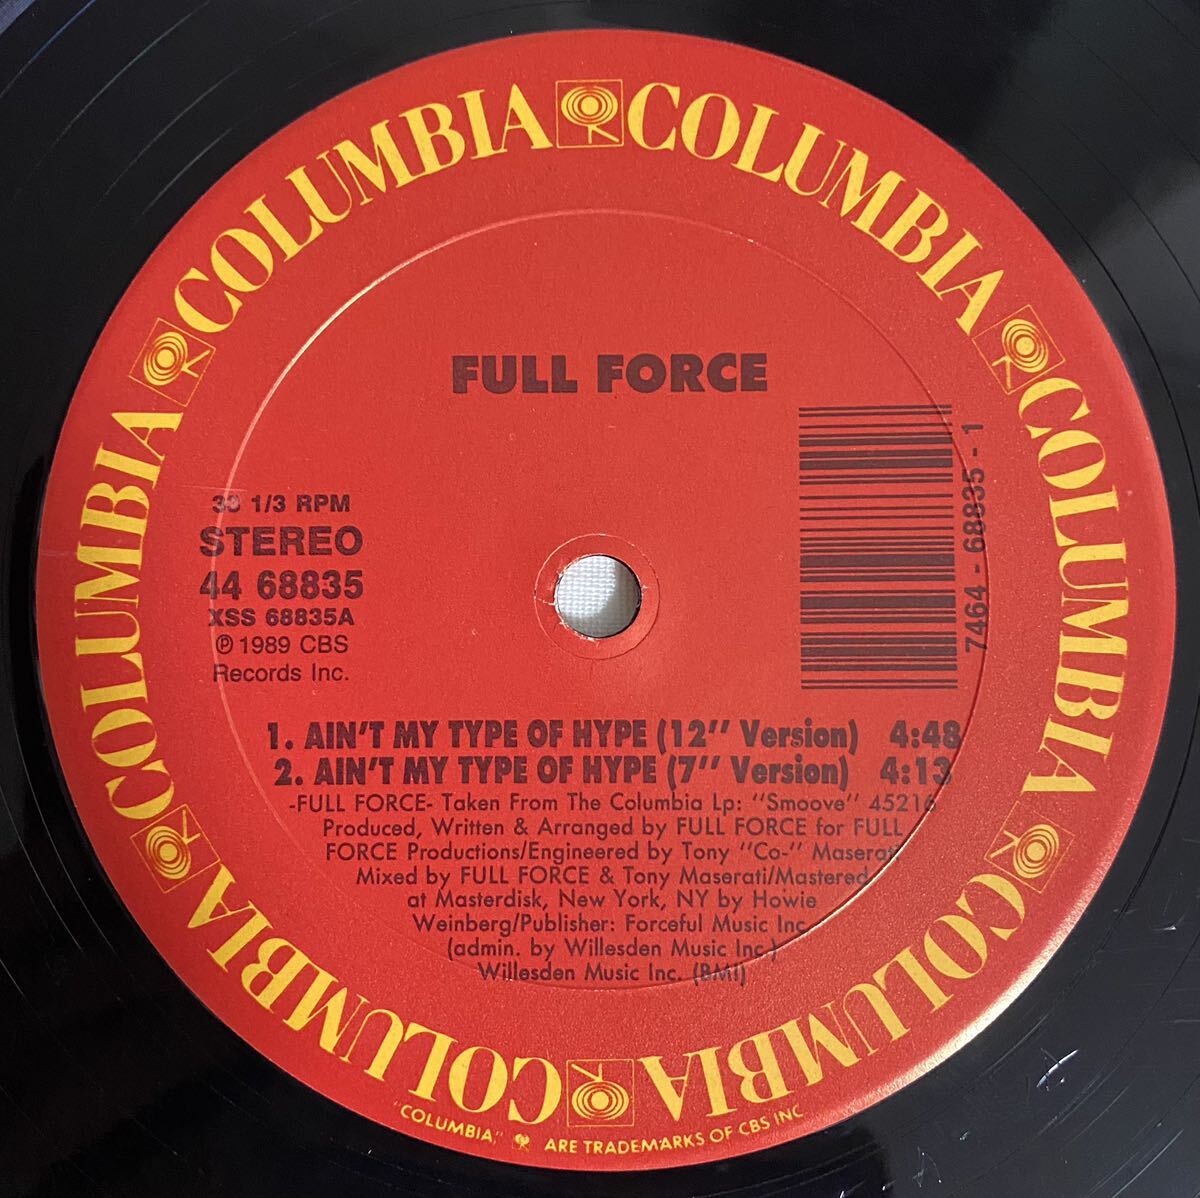 COLUMBIA COLUMBIA COLUMBIA COLUMBIA COLUMBIA COLUMBIA COLUMBIA COLUMBIA
FULL FORCE
33 1/3 RPM
STEREO
44 68835
XSS 68835A
℗ 1989 CBS
Records Inc.
7464 - 68835 - 1
1. AIN'T MY TYPE OF HYPE (12'' Version) 4:48
2. AIN'T MY TYPE OF HYPE (7'' Version) 4:13
-FULL FORCE- Taken From The Columbia Lp: "Smoove" 45216
Produced, Written & Arranged by FULL FORCE for FULL
FORCE Productions/Engineered by Tony "Co-" Maserati
Mixed by FULL FORCE & Tony Maserati/Mastered
at Masterdisk, New York, NY by Howie
Weinberg/Publisher: Forceful Music Inc.
(admin. by Willesden Music Inc.)
Willesden Music Inc. (BMI)
"COLUMBIA," ARE TRADEMARKS OF CBS INC.